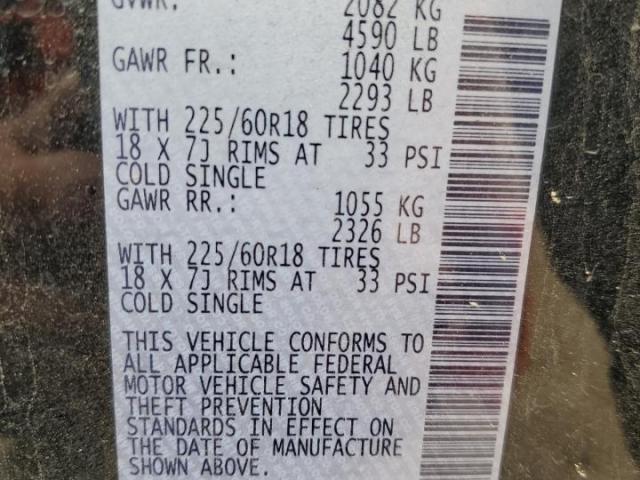 GVWR: 2082 KG
4590 LB
GAWR FR.: 1040 KG
2293 LB
WITH 225/60R18 TIRES
18 X 7J RIMS AT 33 PSI
COLD SINGLE
GAWR RR.: 1055 KG
2326 LB
WITH 225/60R18 TIRES
18 X 7J RIMS AT 33 PSI
COLD SINGLE
THIS VEHICLE CONFORMS TO
ALL APPLICABLE FEDERAL
MOTOR VEHICLE SAFETY AND
THEFT PREVENTION
STANDARDS IN EFFECT ON
THE DATE OF MANUFACTURE
SHOWN ABOVE.